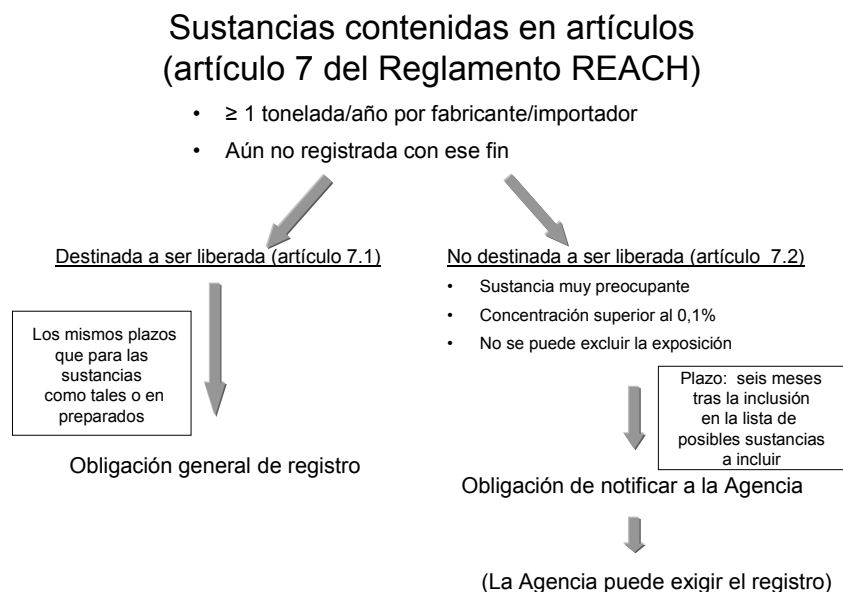 Sustancias contenidas en artículos
(artículo 7 del Reglamento REACH)
• ≥ 1 tonelada/año por fabricante/importador
• Aún no registrada con ese fin
Destinada a ser liberada (artículo 7.1)
Los mismos plazos
que para las
sustancias
como tales o en
preparados
Obligación general de registro
No destinada a ser liberada (artículo  7.2)
• Sustancia muy preocupante
• Concentración superior al 0,1%
• No se puede excluir la exposición
Plazo:  seis meses
tras la inclusión
en la lista de
posibles sustancias
a incluir
Obligación de notificar a la Agencia
(La Agencia puede exigir el registro)